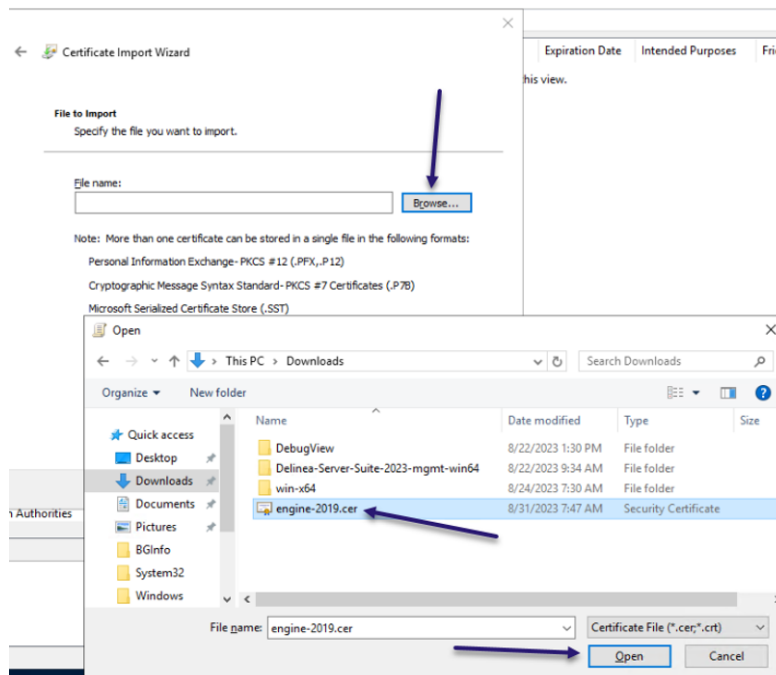 Certificate Import Wizard
Expiration Date Intended Purposes Fri
his view.
File to Import
Specify the file you want to import.
File name:
Browse...
Note: More than one certificate can be stored in a single file in the following formats:
Personal Information Exchange- PKCS #12 (.PFX,.P12)
Cryptographic Message Syntax Standard- PKCS #7 Certificates (.P7B)
Microsoft Serialized Certificate Store (.SST)
n Authorities
Open
This PC > Downloads
Search Downloads
Organize New folder
Quick access
Desktop
Downloads
Documents
Pictures
BGInfo
System32
Windows
Name Date modified Type Size
DebugView 8/22/2023 1:30 PM File folder
Delinea-Server-Suite-2023-mgmt-win64 8/22/2023 9:34 AM File folder
win-x64 8/24/2023 7:30 AM File folder
engine-2019.cer 8/31/2023 7:47 AM Security Certificate
File name: engine-2019.cer Certificate File (*.cer;*.crt)
Open Cancel